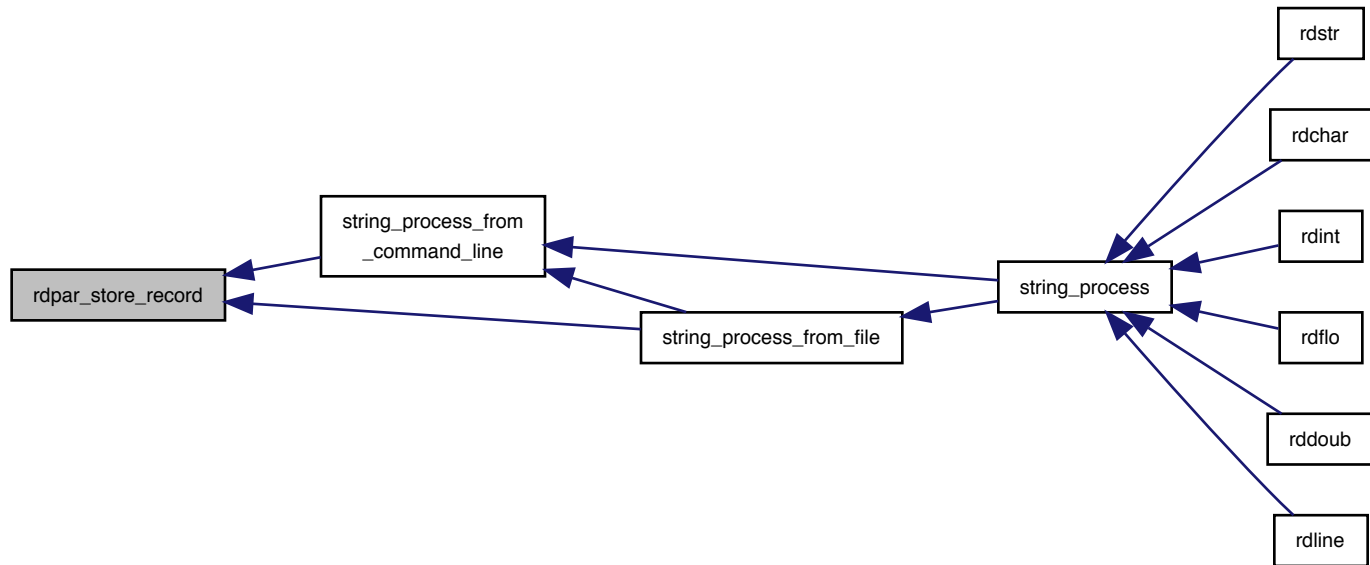 rdstr
rdchar
rdint
string_process_from
_command_line
rdpar_store_record
string_process
string_process_from_file
rdflo
rddoub
rdline